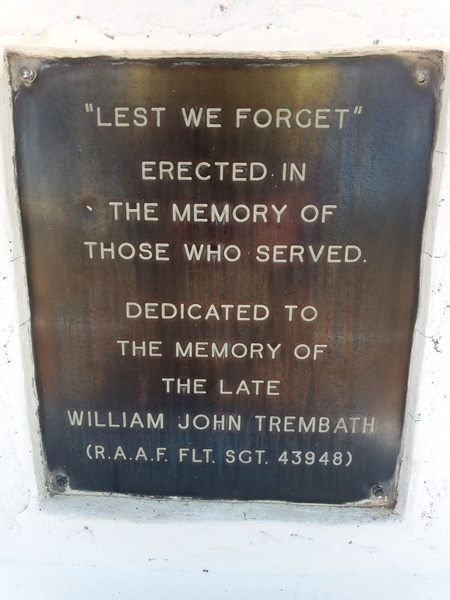 "LEST WE FORGET"
ERECTED IN
THE MEMORY OF
THOSE WHO SERVED.
DEDICATED TO
THE MEMORY OF
THE LATE
WILLIAM JOHN TREMBATH
(R.A.A.F. FLT. SGT. 43948)